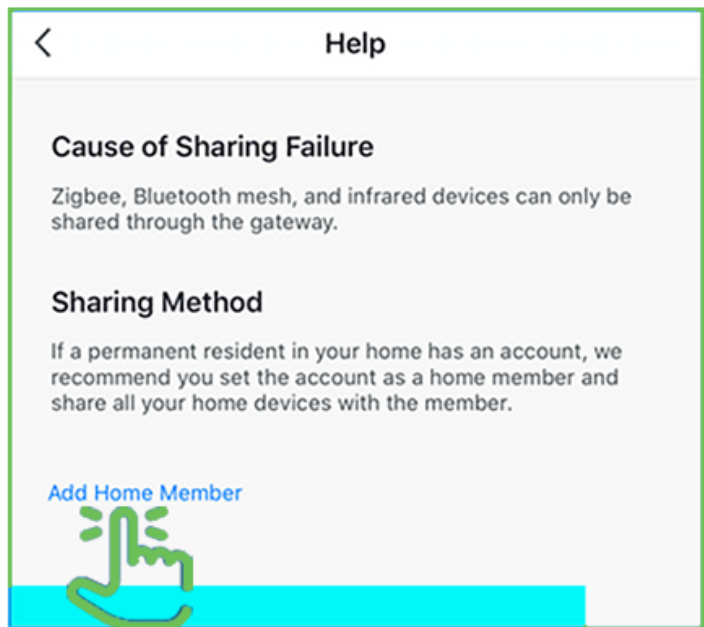 Help
Cause of Sharing Failure
Zigbee, Bluetooth mesh, and infrared devices can only be
shared through the gateway.
Sharing Method
If a permanent resident in your home has an account, we
recommend you set the account as a home member and
share all your home devices with the member.
Add Home Member